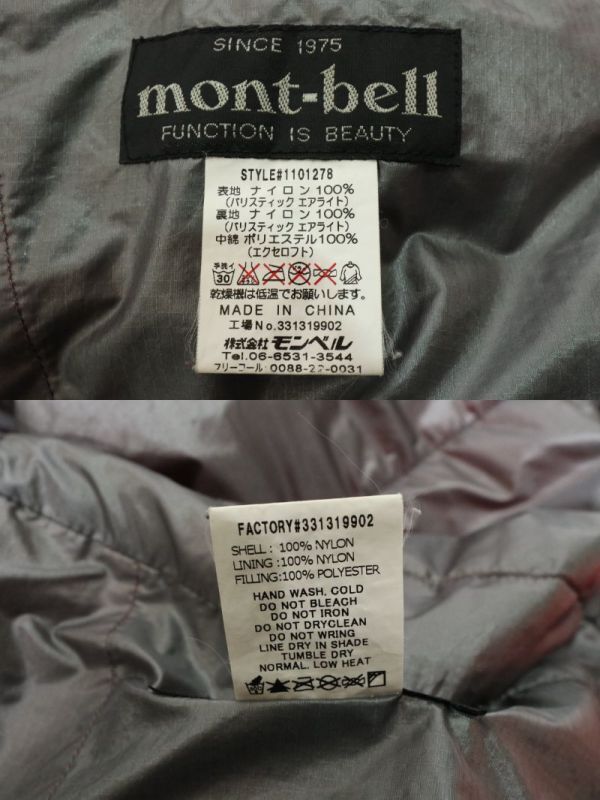 SINCE 1975
mont-bell
FUNCTION IS BEAUTY
STYLE#1101278
表地 ナイロン 100%
(バリスティック エアライト)
裏地 ナイロン 100%
(バリスティック エアライト)
中綿 ポリエステル100%
(エクセロフト)
手洗イ
30
乾燥機は低温でお願いします。
MADE IN CHINA
工場No.331319902
株式会社 モンベル
Tel.06-6531-3544
フリーコール 0088-22-0031
FACTORY#331319902
SHELL: 100% NYLON
LINING: 100% NYLON
FILLING:100% POLYESTER
HAND WASH, COLD
DO NOT BLEACH
DO NOT IRON
DO NOT DRYCLEAN
DO NOT WRING
LINE DRY IN SHADE
TUMBLE DRY
NORMAL, LOW HEAT